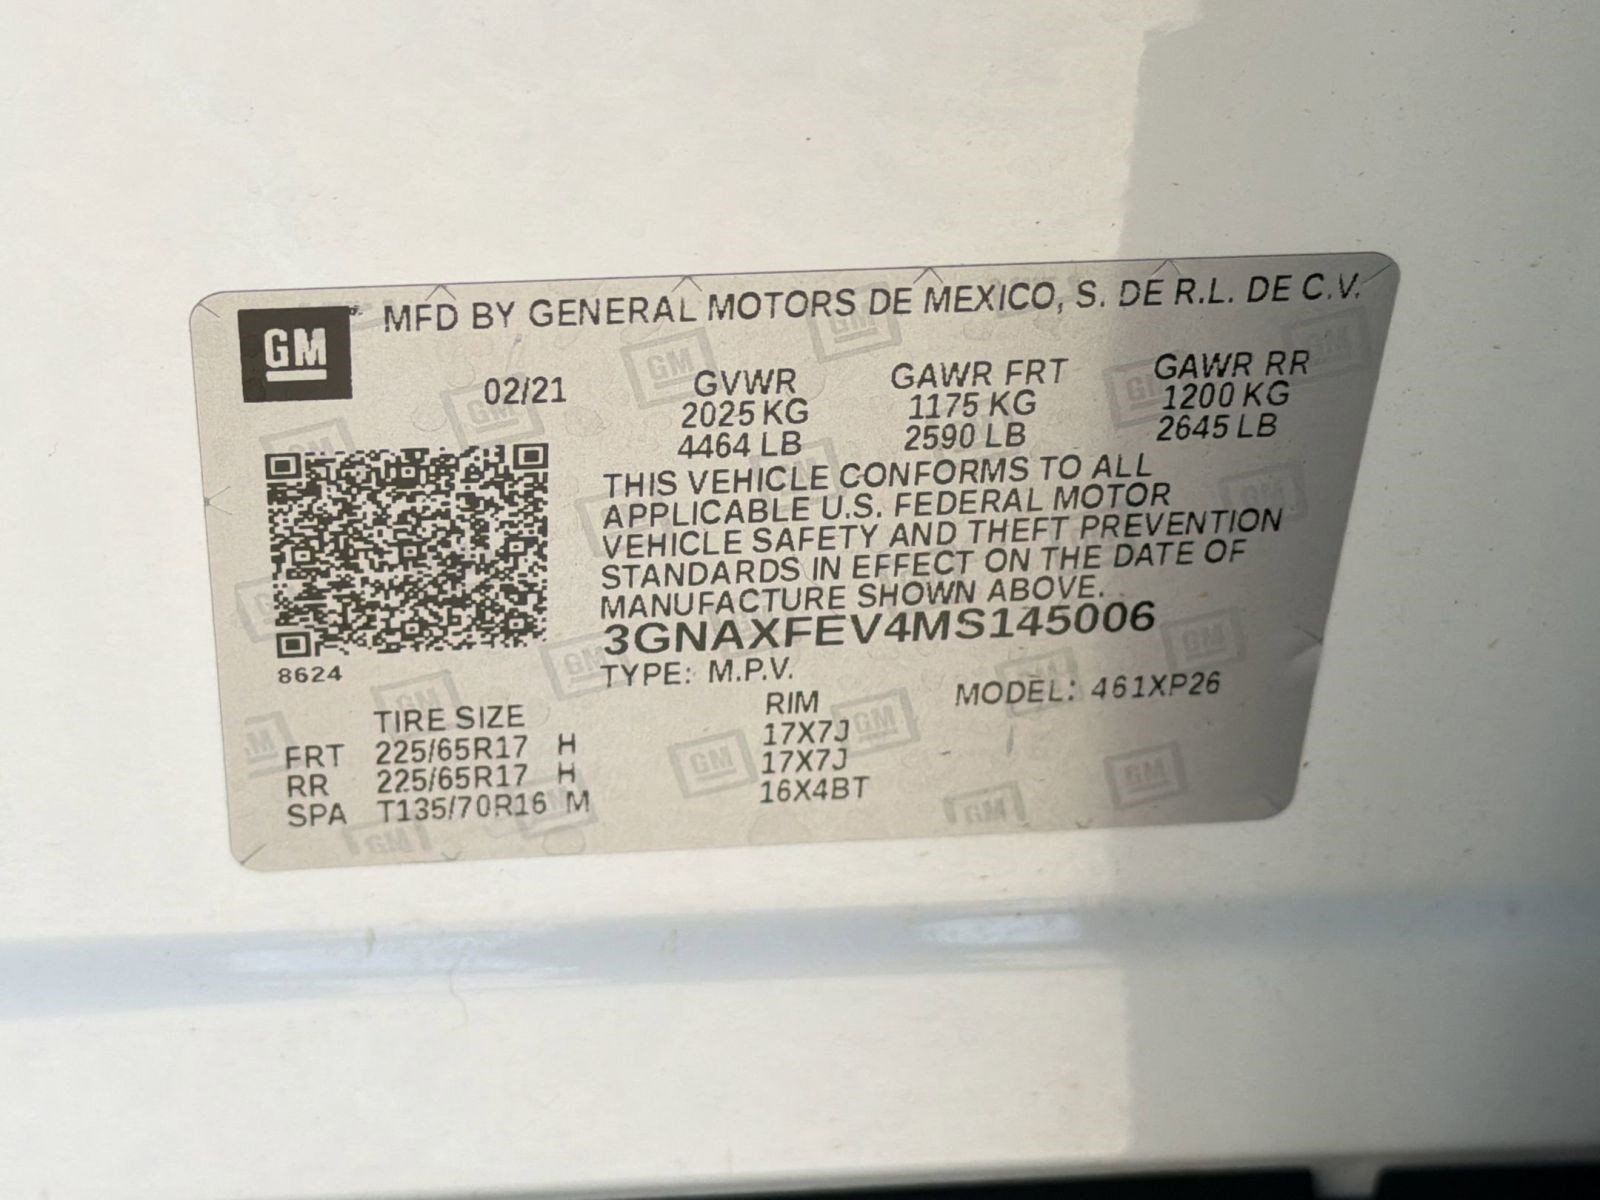 GM
MFD BY GENERAL MOTORS DE MEXICO, S. DE R.L. DE C.V.
02/21
GVWR GAWR FRT GAWR RR
2025 KG 1175 KG 1200 KG
4464 LB 2590 LB 2645 LB
THIS VEHICLE CONFORMS TO ALL
APPLICABLE U.S. FEDERAL MOTOR
VEHICLE SAFETY AND THEFT PREVENTION
STANDARDS IN EFFECT ON THE DATE OF
MANUFACTURE SHOWN ABOVE.
3GNAXFEV4MS145006
8624
TYPE: M.P.V. MODEL: 461XP26
TIRE SIZE RIM
FRT 225/65R17 H 17X7J
RR 225/65R17 H 17X7J
SPA T135/70R16 M 16X4BT